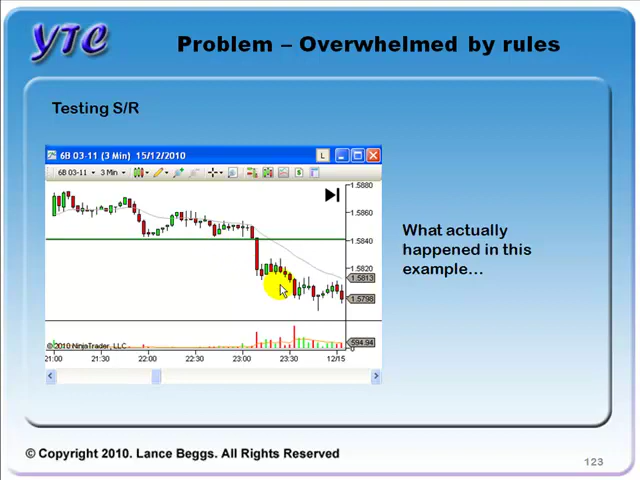 YTC
Problem – Overwhelmed by rules
Testing S/R
6B 03-11 (3 Min) 15/12/2010
L
6B 03-11
3 Min
1.5880
1.5860
1.5840
1.5820
1.5813
1.5798
594.94
0
© 2010 NinjaTrader, LLC
21:00 21:30 22:00 22:30 23:00 23:30 12/15
What actually
happened in this
example...
© Copyright 2010. Lance Beggs. All Rights Reserved
123